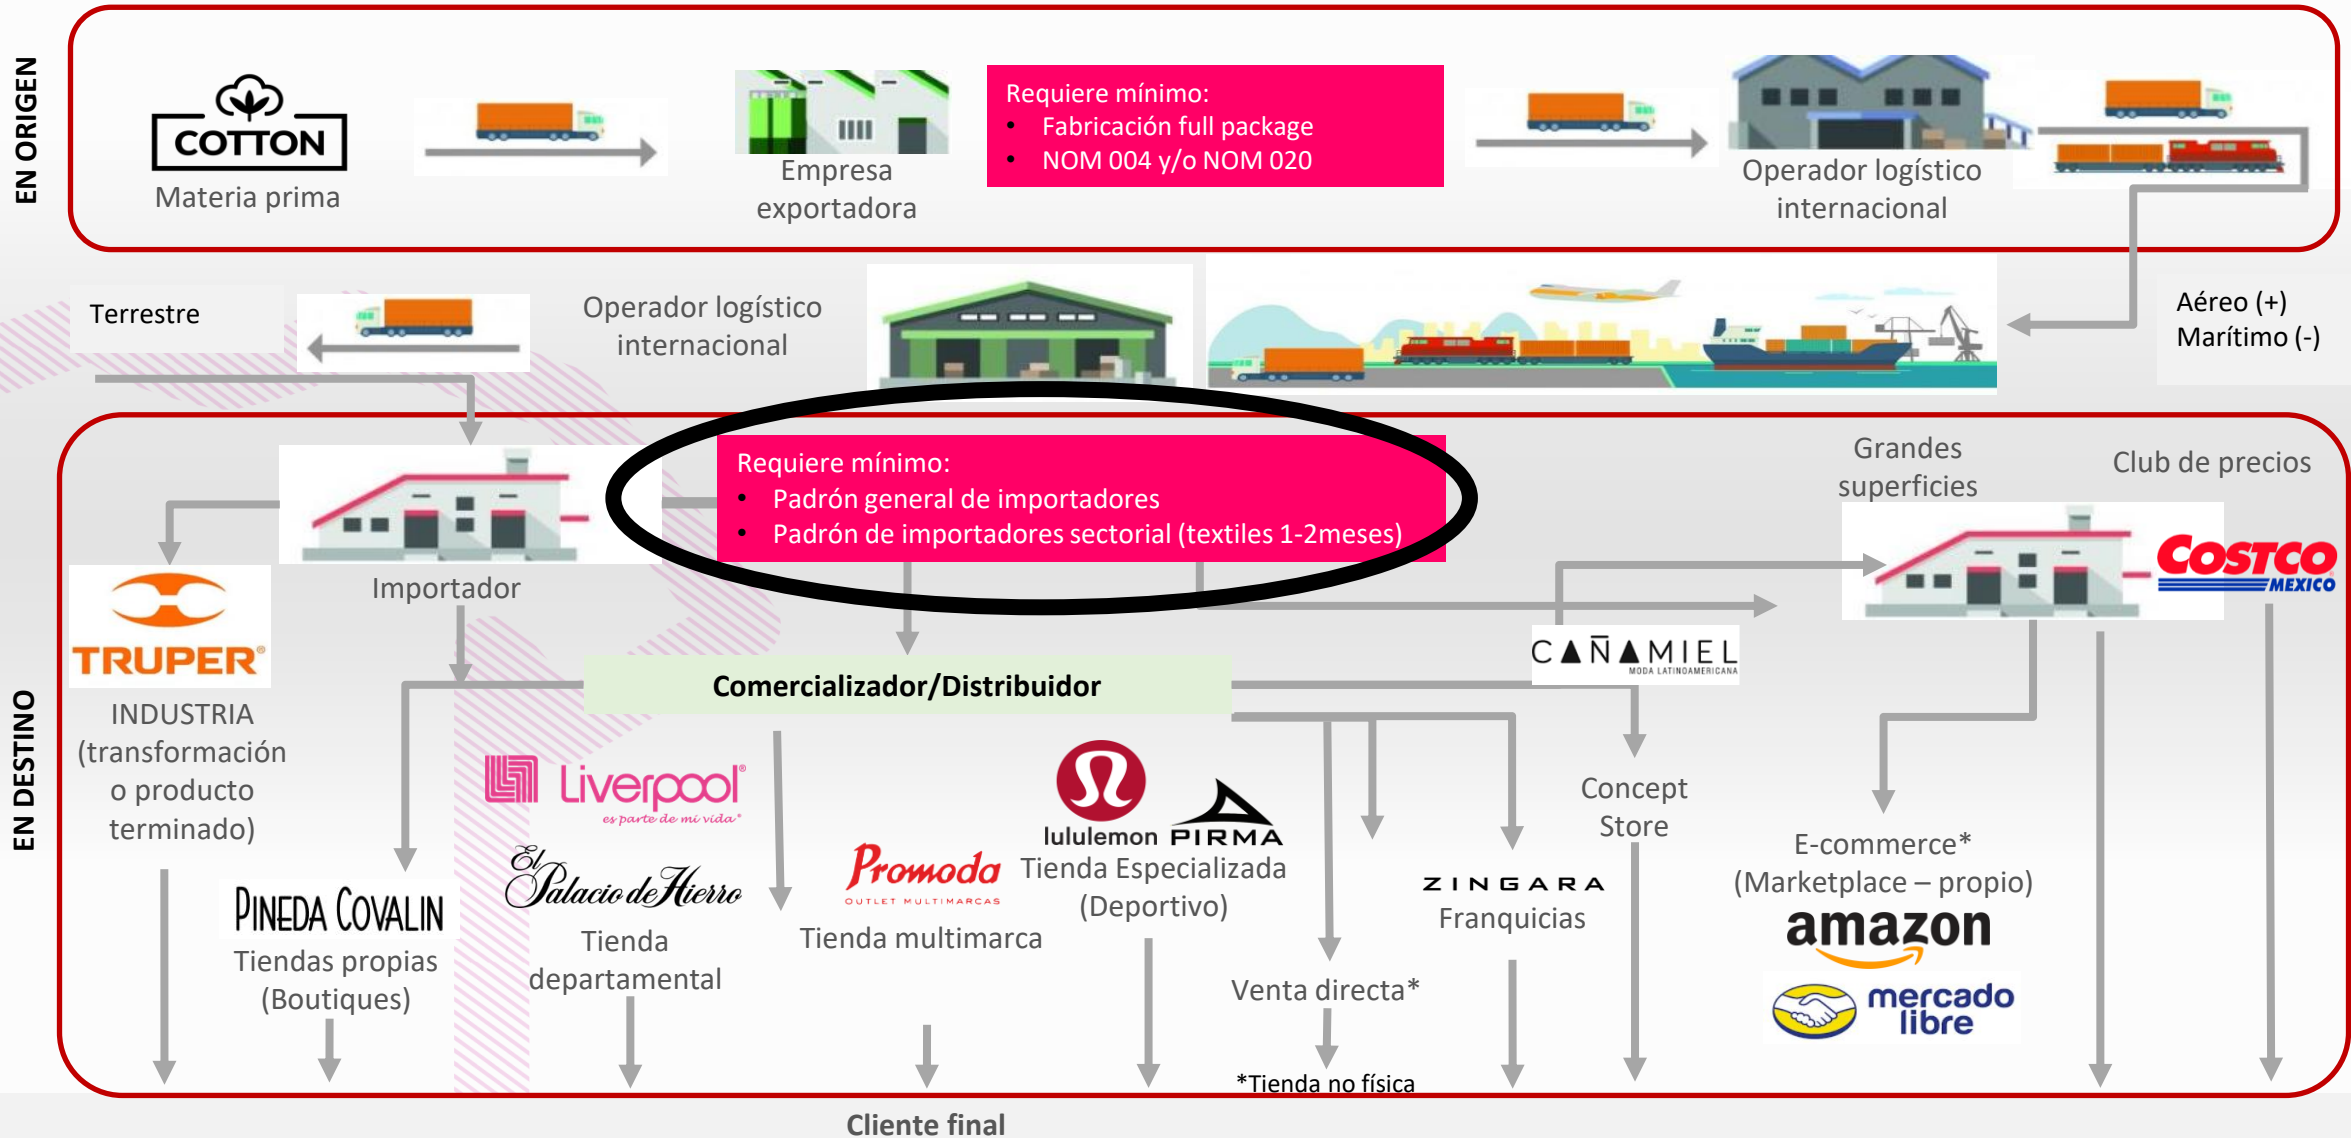 EN ORIGEN
COTTON
Materia prima
Empresa
exportadora
Requiere mínimo:
• Fabricación full package
• NOM 004 y/o NOM 020
Operador logístico
internacional
Terrestre
Operador logístico
internacional
Aéreo (+)
Marítimo (-)
EN DESTINO
Importador
Requiere mínimo:
• Padrón general de importadores
• Padrón de importadores sectorial (textiles 1-2meses)
Grandes
superficies
Club de precios
COSTCO
MEXICO
TRUPER®
INDUSTRIA
(transformación
o producto
terminado)
CAÑAMIEL
MODA LATINOAMERICANA
Comercializador/Distribuidor
PINEDA COVALIN
Tiendas propias
(Boutiques)
Liverpool®
es parte de mi vida®
El
Palacio de Hierro
Tienda
departamental
Promoda
OUTLET MULTIMARCAS
Tienda multimarca
lululemon
PIRMA
Tienda Especializada
(Deportivo)
Venta directa*
*Tienda no física
ZINGARA
Franquicias
Concept
Store
E-commerce*
(Marketplace – propio)
amazon
mercado
libre
Cliente final